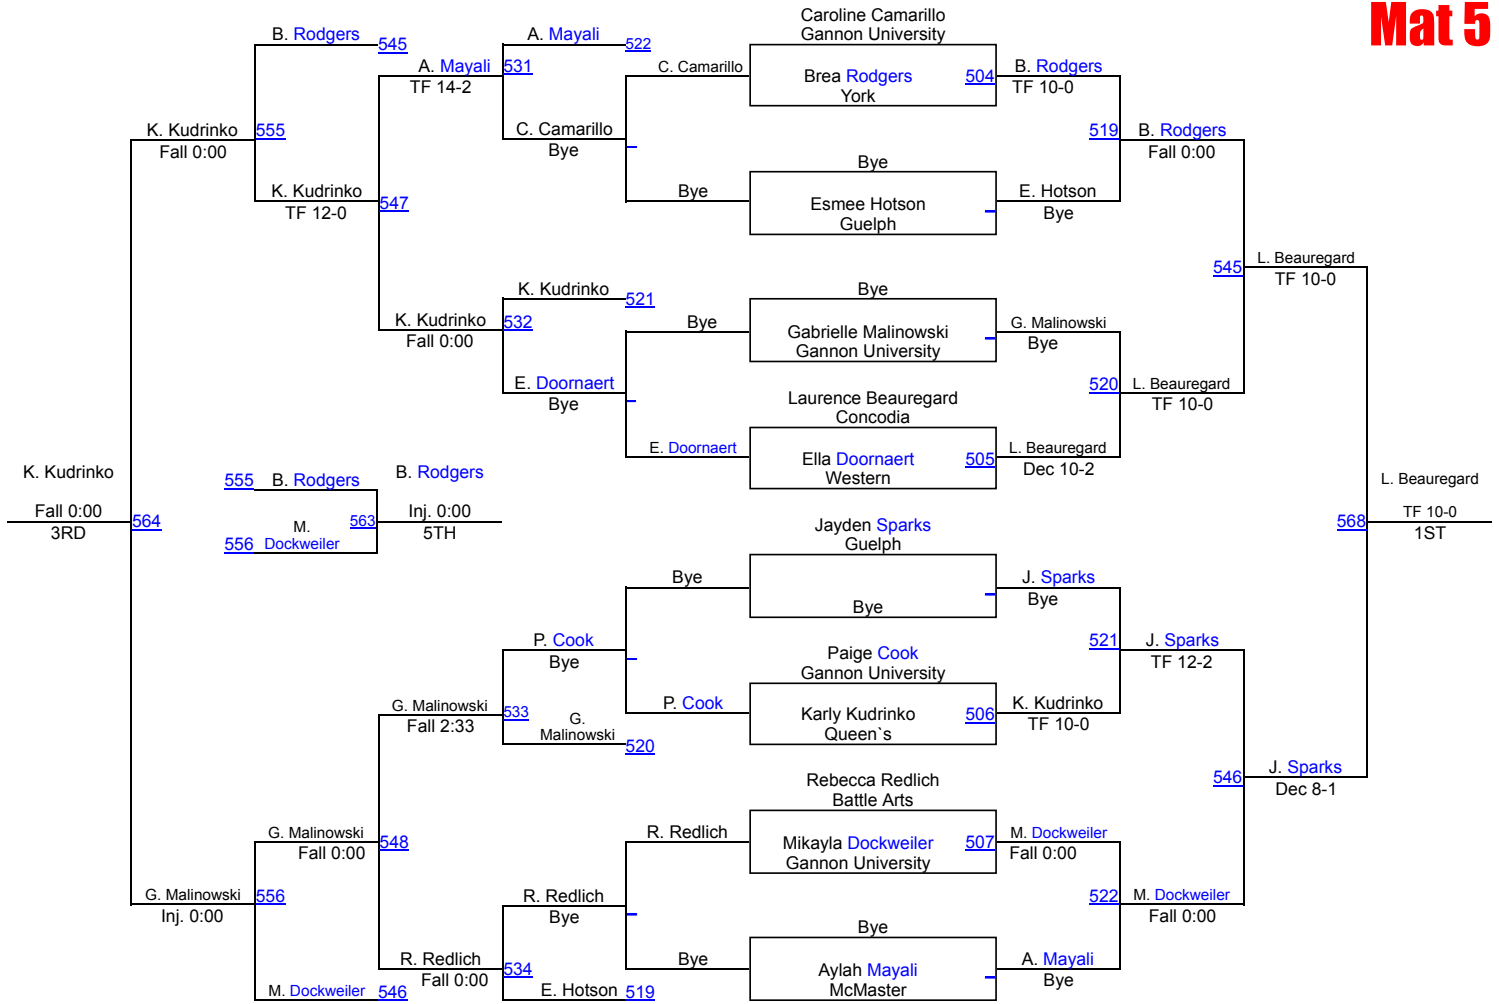 Mat 5
Caroline Camarillo
Gannon University
B. Rodgers
545
A. Mayali
522
A. Mayali
531
TF 14-2
C. Camarillo
Brea Rodgers
504
York
B. Rodgers
TF 10-0
K. Kudrinko
555
Fall 0:00
C. Camarillo
Bye
519
B. Rodgers
Fall 0:00
Bye
K. Kudrinko
TF 12-0
547
Bye
Esmee Hotson
Guelph
E. Hotson
Bye
545
L. Beauregard
TF 10-0
K. Kudrinko
521
Bye
K. Kudrinko
532
Fall 0:00
Bye
Gabrielle Malinowski
Gannon University
G. Malinowski
Bye
E. Doornaert
Bye
520
L. Beauregard
TF 10-0
Laurence Beauregard
Concodia
E. Doornaert
Ella Doornaert
505
Western
L. Beauregard
Dec 10-2
K. Kudrinko
Fall 0:00
3RD
564
555
B. Rodgers
B. Rodgers
M.
Dockweiler
556
563
Inj. 0:00
5TH
L. Beauregard
568
TF 10-0
1ST
Jayden Sparks
Guelph
Bye
Bye
J. Sparks
Bye
P. Cook
Bye
521
J. Sparks
TF 12-2
Paige Cook
Gannon University
G. Malinowski
533
Fall 2:33
P. Cook
Karly Kudrinko
506
Queen`s
K. Kudrinko
TF 10-0
G.
Malinowski
520
546
J. Sparks
Dec 8-1
Rebecca Redlich
Battle Arts
G. Malinowski
548
Fall 0:00
R. Redlich
Mikayla Dockweiler
507
Gannon University
M. Dockweiler
Fall 0:00
G. Malinowski
556
Inj. 0:00
R. Redlich
Bye
522
M. Dockweiler
Fall 0:00
Bye
R. Redlich
534
Fall 0:00
Bye
Aylah Mayali
McMaster
A. Mayali
Bye
M. Dockweiler
546
E. Hotson
519